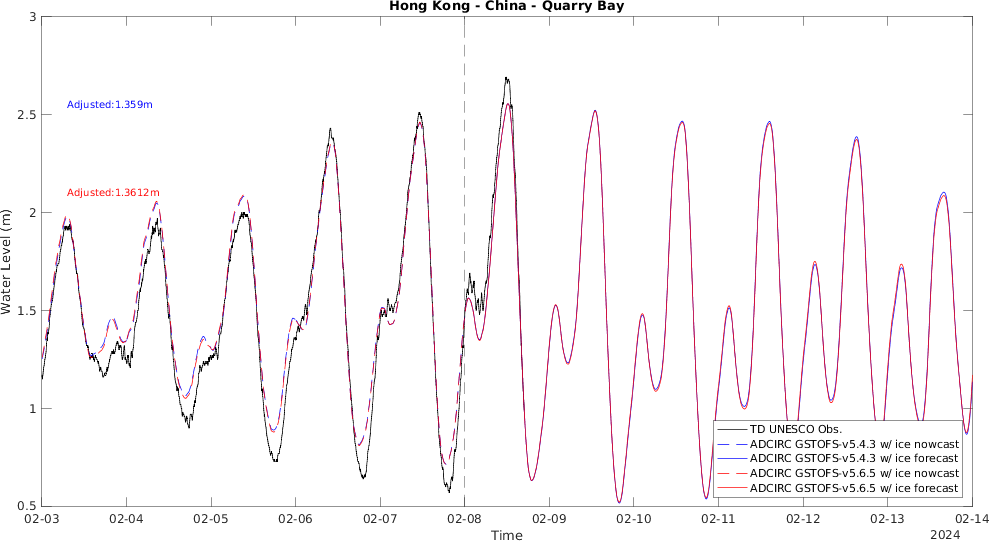 Hong Kong - China - Quarry Bay
3
Adjusted:1.359m
2.5
Adjusted:1.3612m
2
Water Level (m)
1.5
1
TD UNESCO Obs.
ADCIRC GSTOFS-v5.4.3 w/ ice nowcast
ADCIRC GSTOFS-v5.4.3 w/ ice forecast
ADCIRC GSTOFS-v5.6.5 w/ ice nowcast
ADCIRC GSTOFS-v5.6.5 w/ ice forecast
0.5
02-03 02-04 02-05 02-06 02-07 02-08 02-09 02-10 02-11 02-12 02-13 02-14
Time
2024